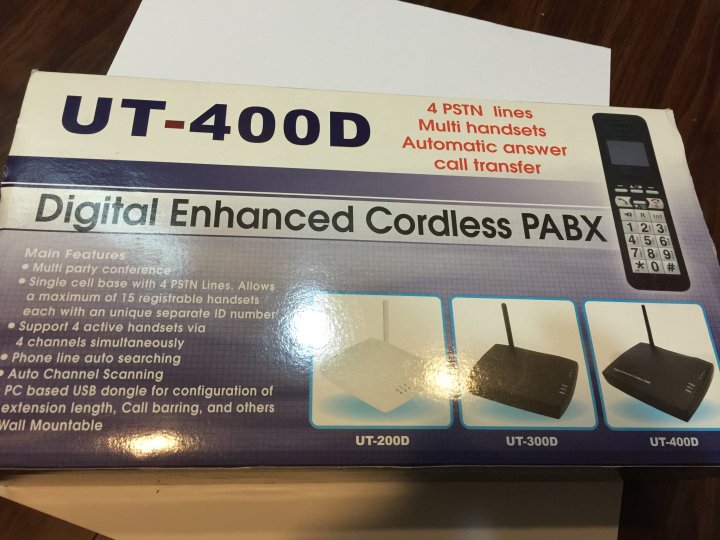 UT-400D
4 PSTN lines
Multi handsets
Automatic answer
call transfer
Digital Enhanced Cordless PABX
Main Features
• Multi party conference
• Single cell base with 4 PSTN Lines. Allows
a maximum of 15 registrable handsets
each with an unique separate ID number
• Support 4 active handsets via
4 channels simultaneously
• Phone line auto searching
• Auto Channel Scanning
PC based USB dongle for configuration of
extension length, Call barring, and others
Wall Mountable
R Int
1 2 3
4 5 6
7 8 9
* 0 #
UT-200D
UT-300D
UT-400D